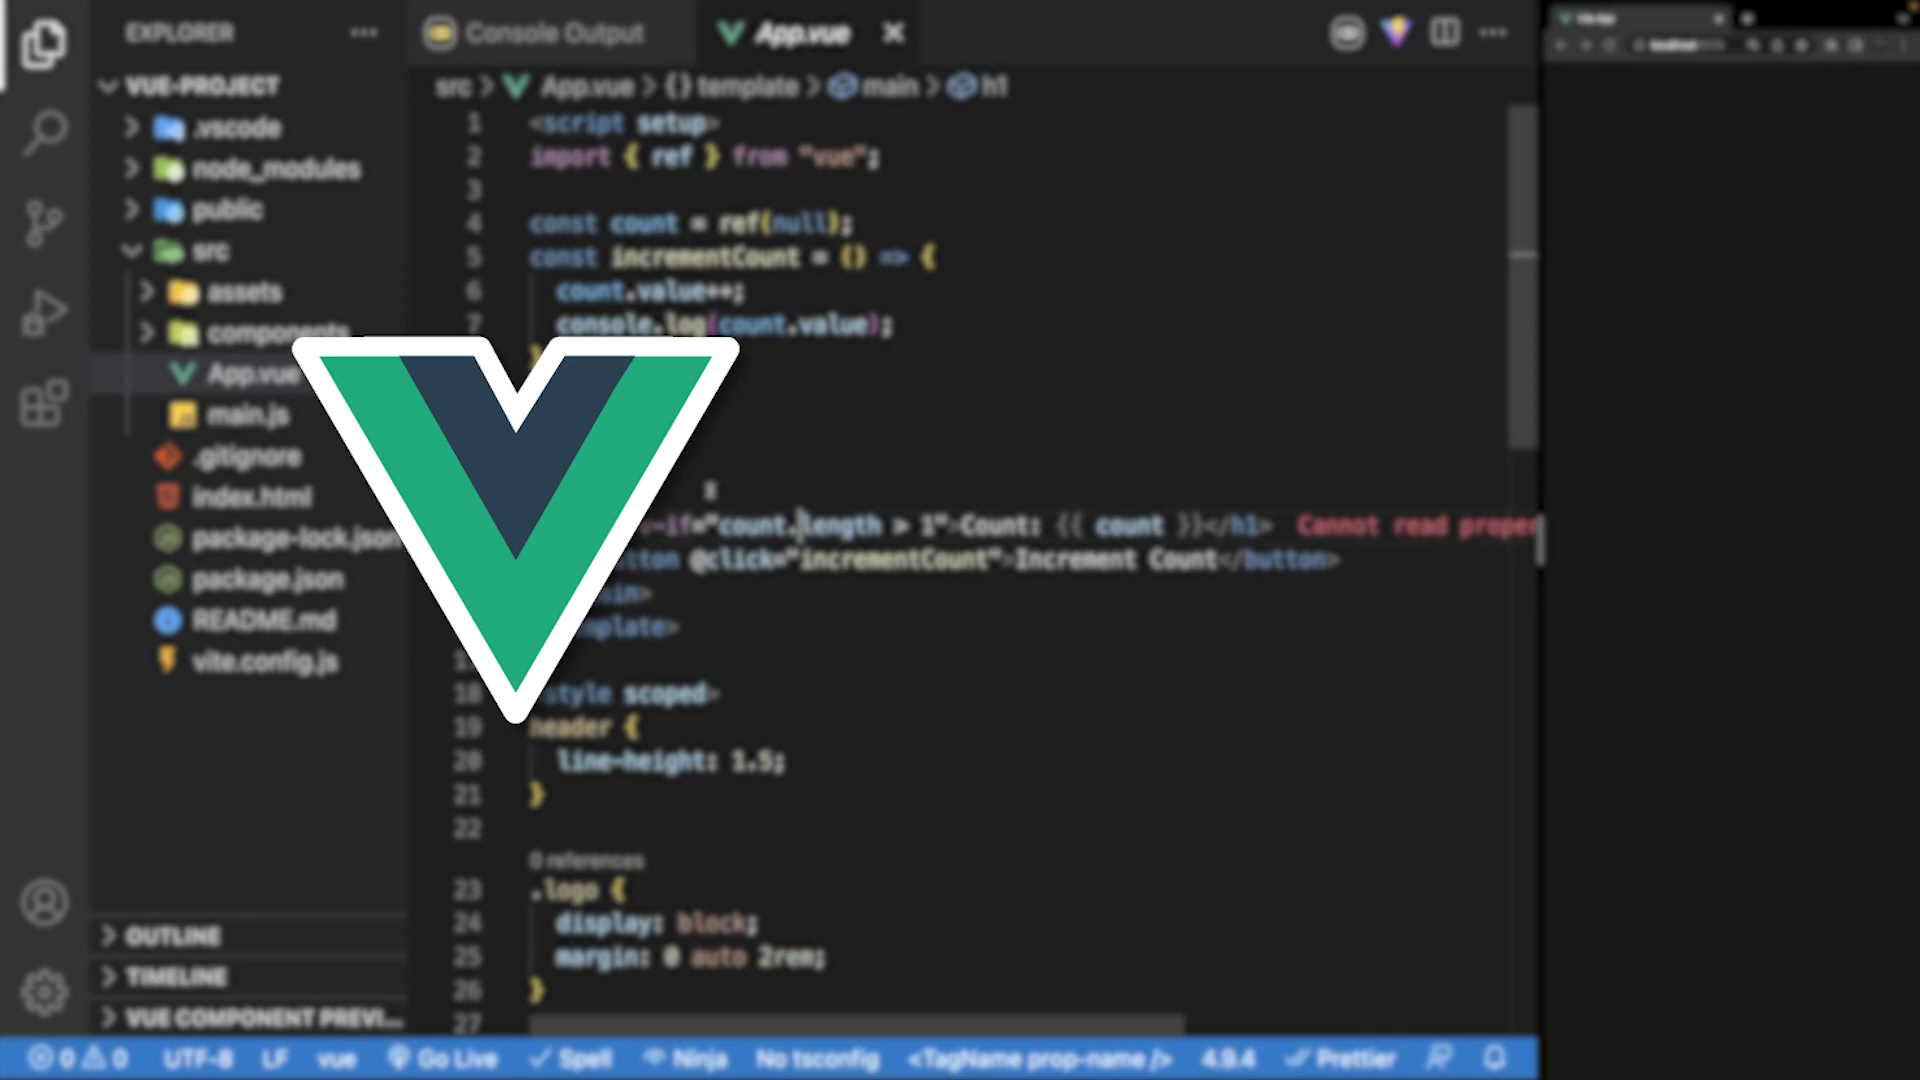 EXPLORER
VUE-PROJECT
.vscode
node_modules
public
src
assets
components
App.vue
main.js
.gitignore
index.html
package-lock.json
package.json
README.md
vite.config.js
OUTLINE
TIMELINE
VUE COMPONENT PREVI...
Console Output
App.vue
src > App.vue > {} template > main > h1
1 <script setup>
2 import { ref } from "vue";
3
4 const count = ref(null);
5 const incrementCount = () => {
6 count.value++;
7 console.log(count.value);
}
-if="count.length > 1">Count: {{ count }}</h1> Cannot read proper
tton @click="incrementCount">Increment Count</button>
ain>
mplate>
18 style scoped>
19 header {
20 line-height: 1.5;
21 }
22
0 references
23 .logo {
24 display: block;
25 margin: 0 auto 2rem;
26 }
27
0 0 UTF-8 LF vue Go Live Spell Ninja No tsconfig <TagName prop-name /> 4.9.4 Prettier